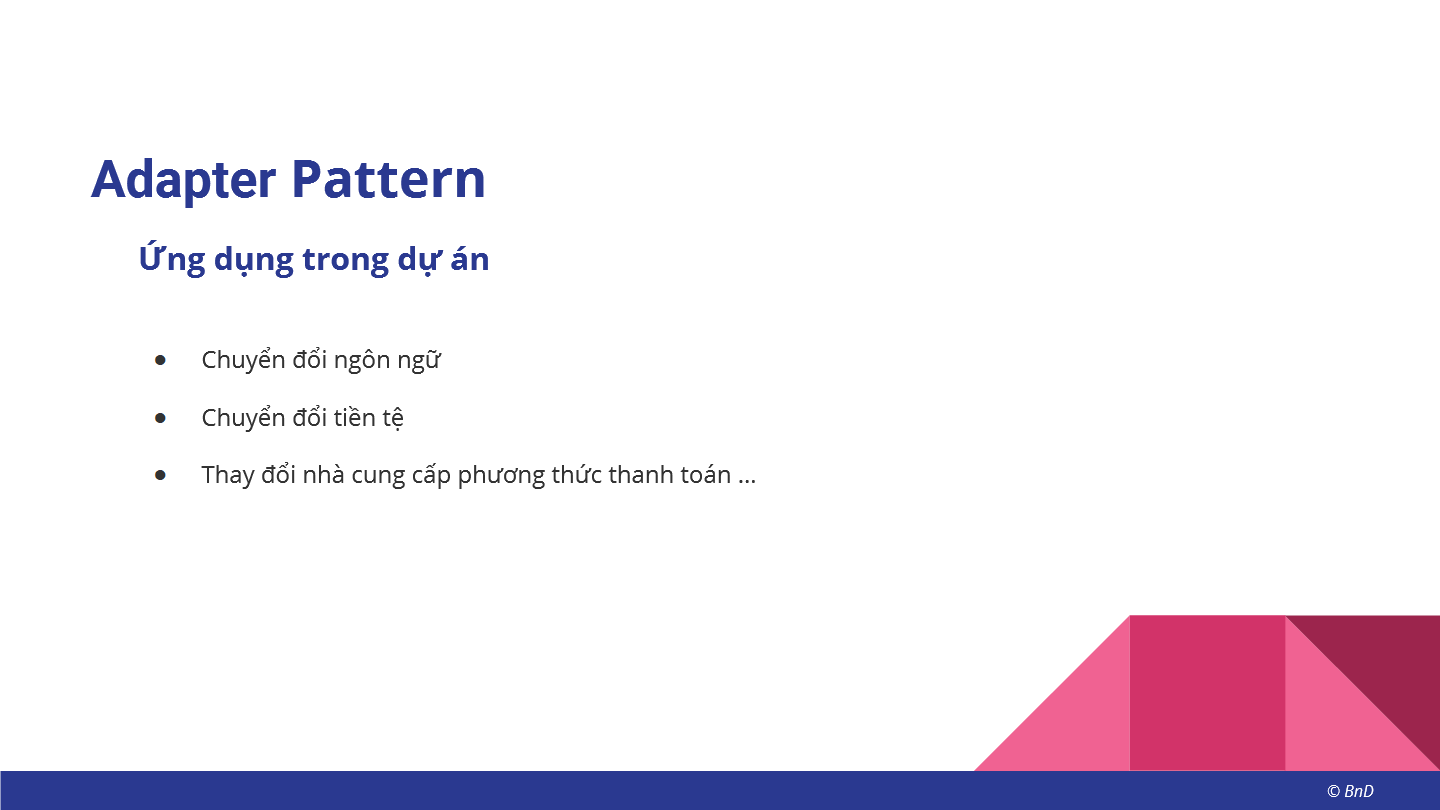 Adapter Pattern
Ứng dụng trong dự án
● Chuyển đổi ngôn ngữ
● Chuyển đổi tiền tệ
● Thay đổi nhà cung cấp phương thức thanh toán ...
© BnD